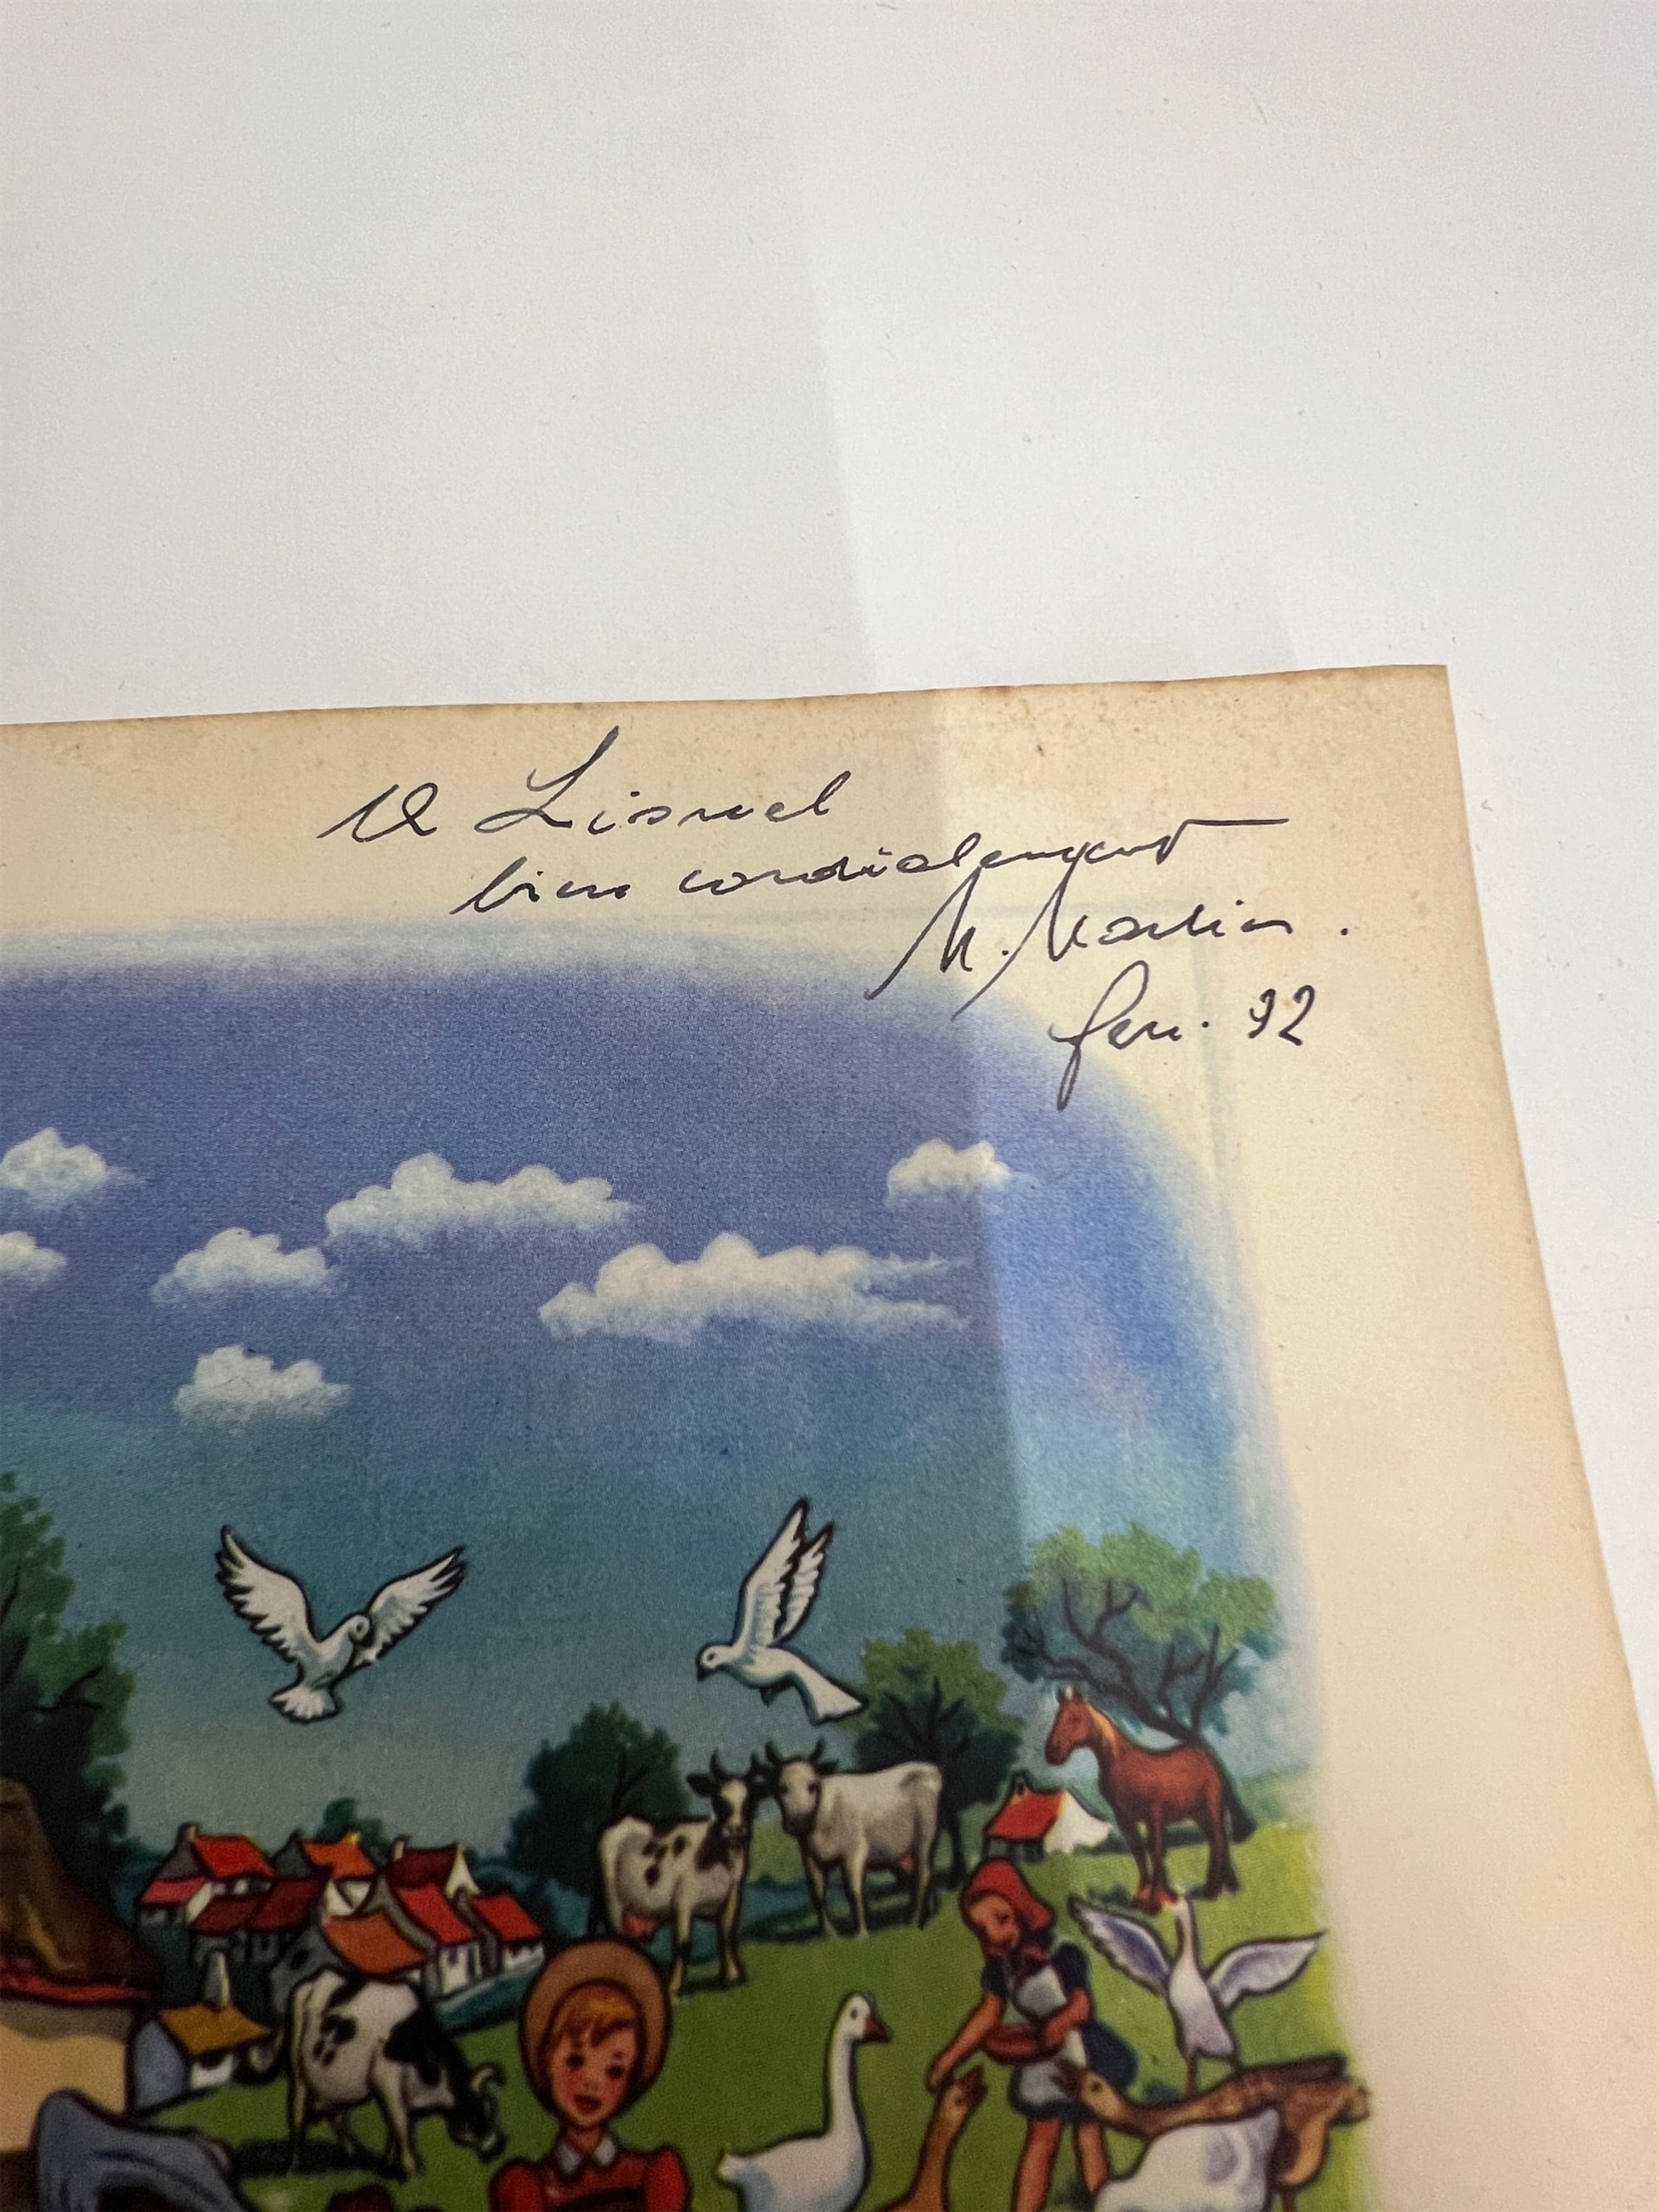 A Lionel
bien cordialement
M. Marlin.
fev. 92